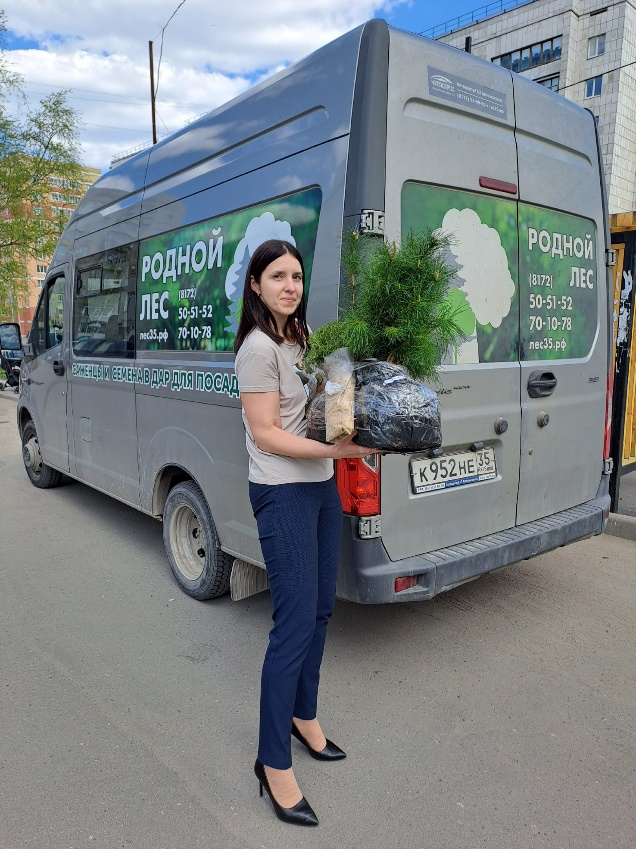 РОДНОЙ
ЛЕС
(8172)
50-51-52
70-10-78
лес35.рф
СЕМЕНА В ДАР ДЛЯ ПОСАД
РОДНОЙ
ЛЕС
(8172)
50-51-52
70-10-78
лес35.рф
К952НЕ 35
RUS